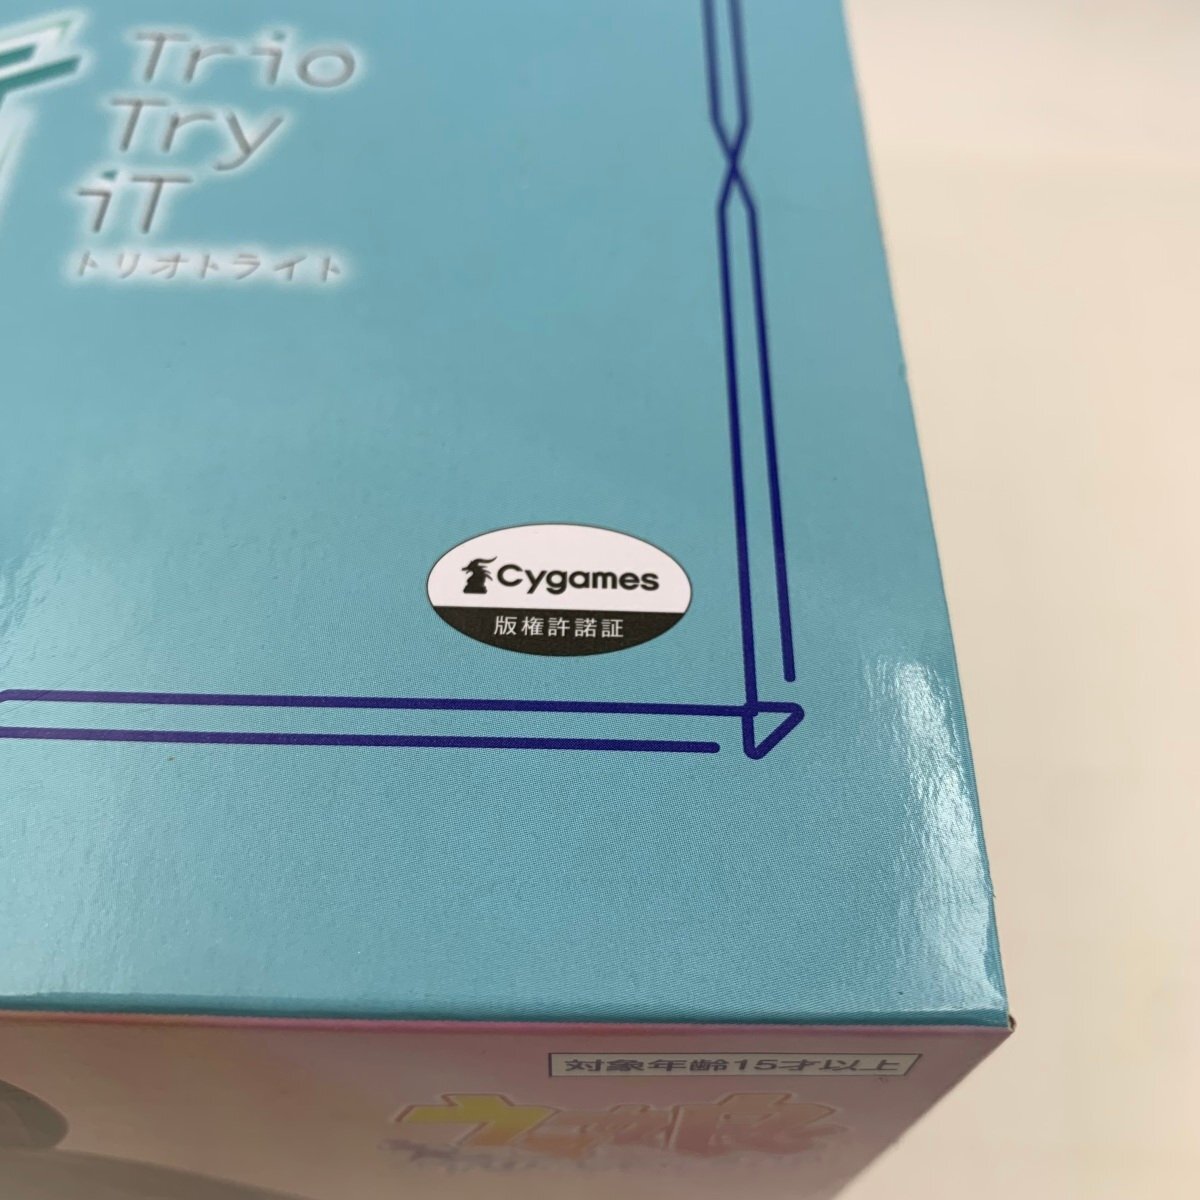 Trio
Try
iT
トリオトライト
Cygames
版権許諾証
対象年齢15才以上